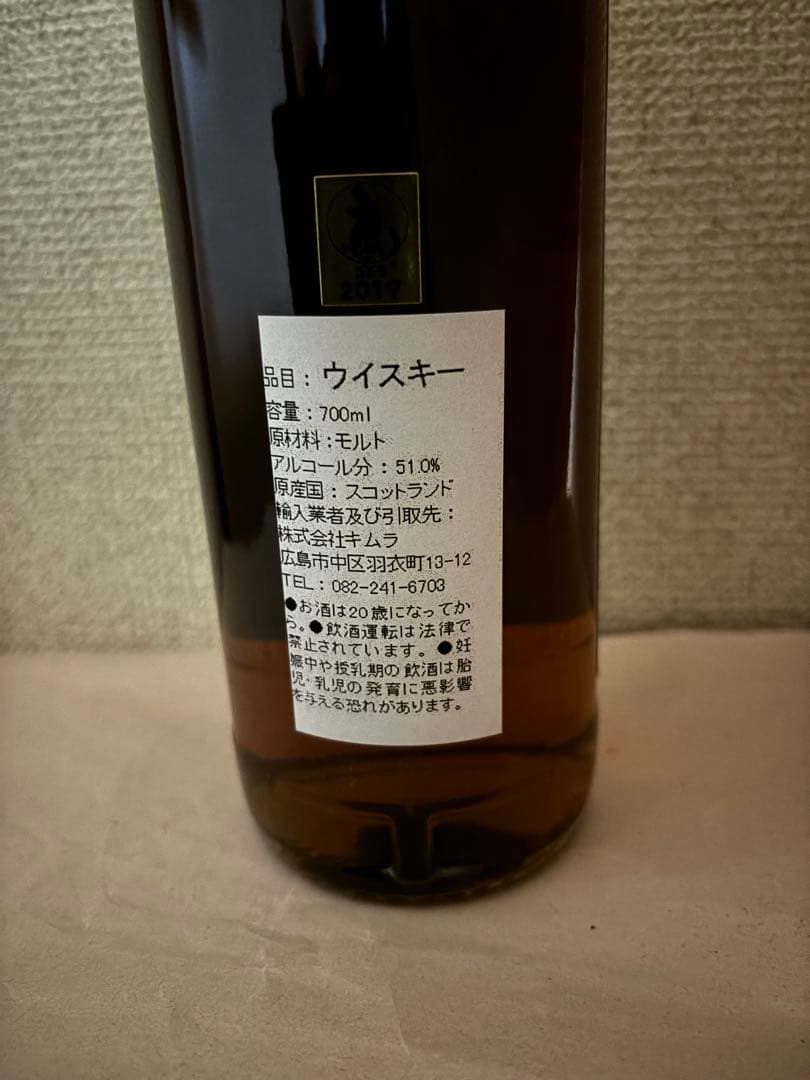 2019
品目：ウイスキー
容量：700ml
原材料：モルト
アルコール分：51.0%
原産国：スコットランド
輸入業者及び引取先：
株式会社キムラ
広島市中区羽衣町13-12
TEL：082-241-6703
●お酒は20歳になってか
ら。●飲酒運転は法律で
禁止されています。●妊
娠中や授乳期の飲酒は胎
児・乳児の発育に悪影響
を与える恐れがあります。